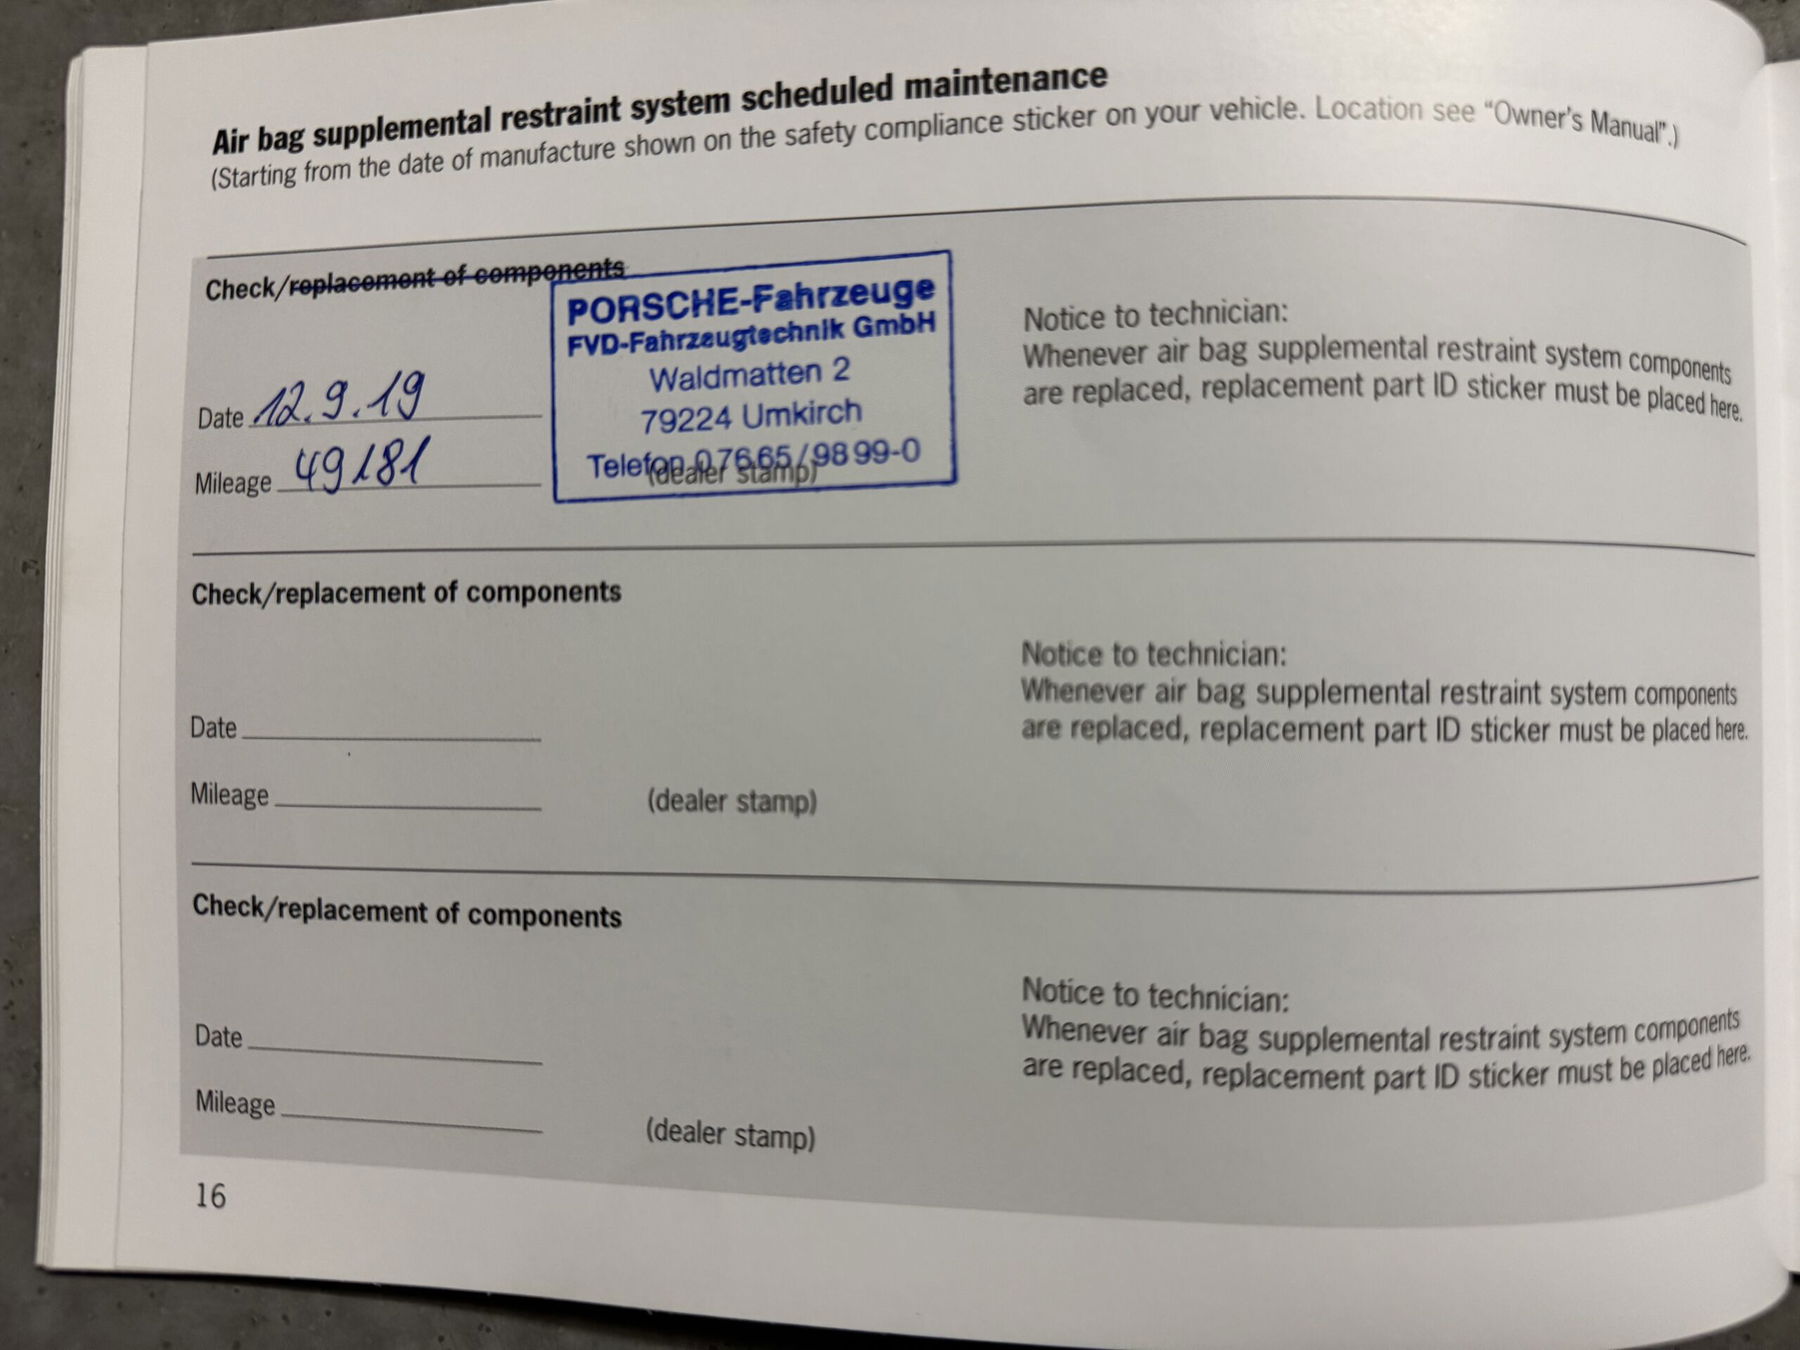 Air bag supplemental restraint system scheduled maintenance
(Starting from the date of manufacture shown on the safety compliance sticker on your vehicle. Location see "Owner's Manual".)
Check/replacement of components
Date 12.9.19
Mileage 49181
PORSCHE-Fahrzeuge
FVD-Fahrzeugtechnik GmbH
Waldmatten 2
79224 Umkirch
Telefon 07665/9899-0
(dealer stamp)
Notice to technician:
Whenever air bag supplemental restraint system components
are replaced, replacement part ID sticker must be placed here.
Check/replacement of components
Date
Mileage
(dealer stamp)
Notice to technician:
Whenever air bag supplemental restraint system components
are replaced, replacement part ID sticker must be placed here.
Check/replacement of components
Date
Mileage
(dealer stamp)
Notice to technician:
Whenever air bag supplemental restraint system components
are replaced, replacement part ID sticker must be placed here.
16